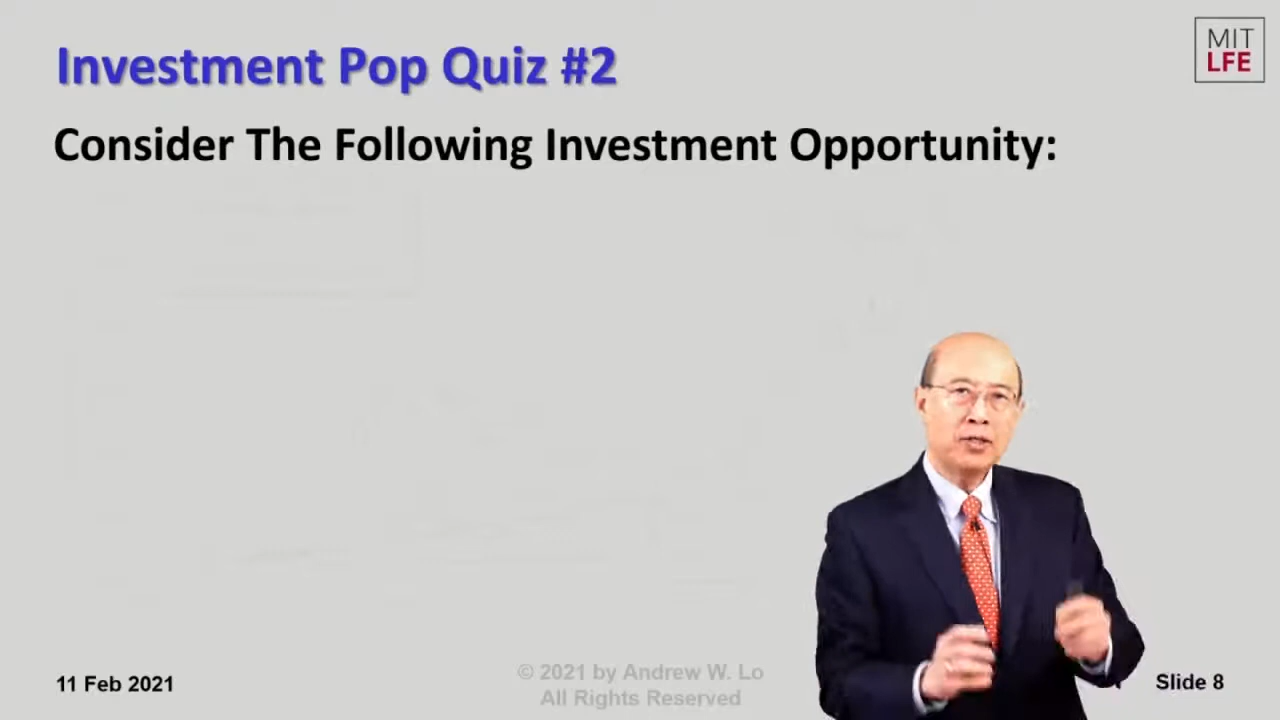 Investment Pop Quiz #2
MIT
LFE
Consider The Following Investment Opportunity:
11 Feb 2021
© 2021 by Andrew W. Lo
All Rights Reserved
Slide 8